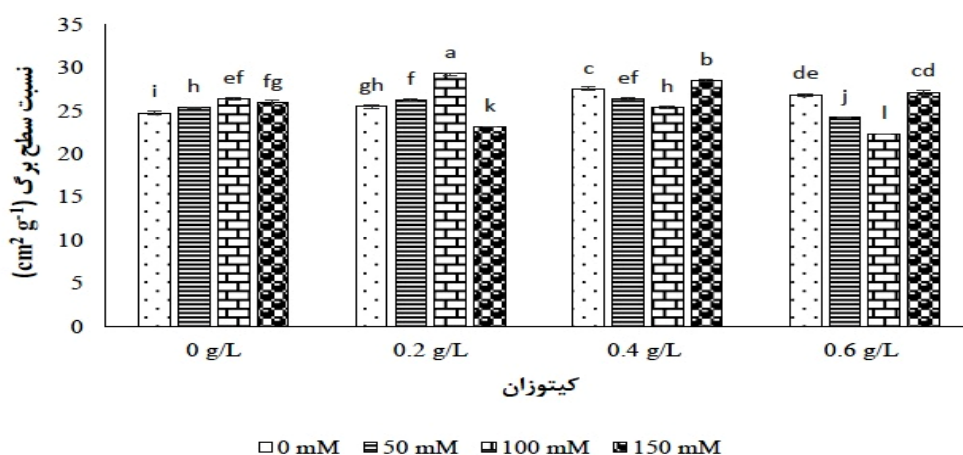 35
30
25
20
15
10
5
0
نسبت سطح برگ (cm² g⁻¹)
i h ef fg
gh f a k
c ef h b
de j l cd
0 g/L 0.2 g/L 0.4 g/L 0.6 g/L
کیتوزان
0 mM 50 mM 100 mM 150 mM